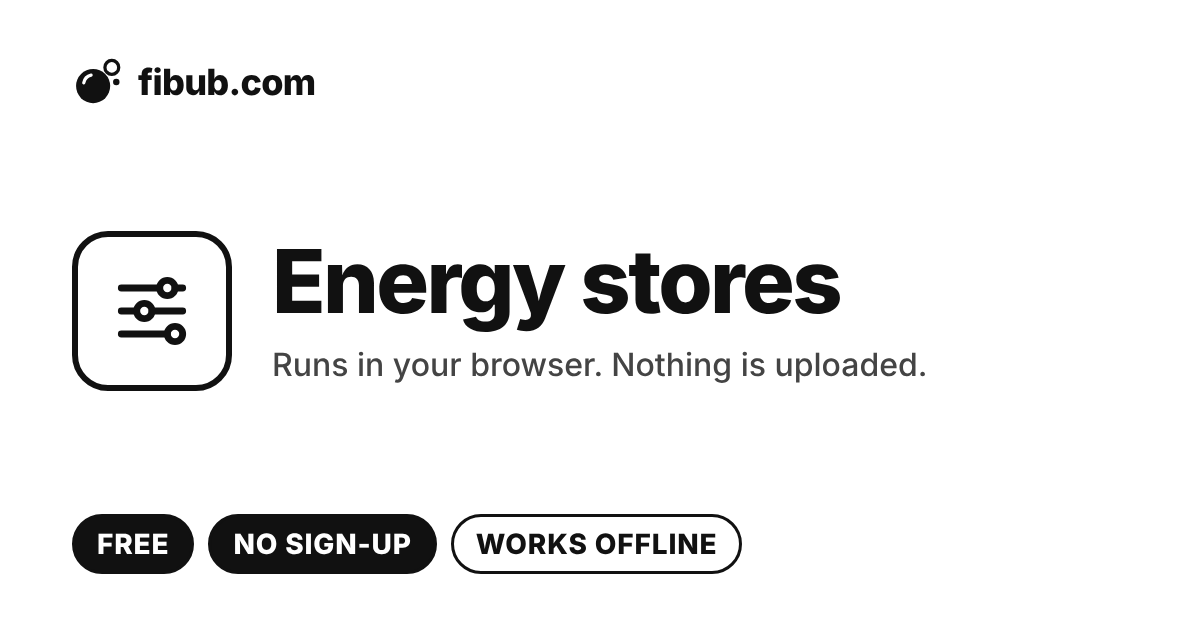 fibub.com
Energy stores
Runs in your browser. Nothing is uploaded.
FREE
NO SIGN-UP
WORKS OFFLINE